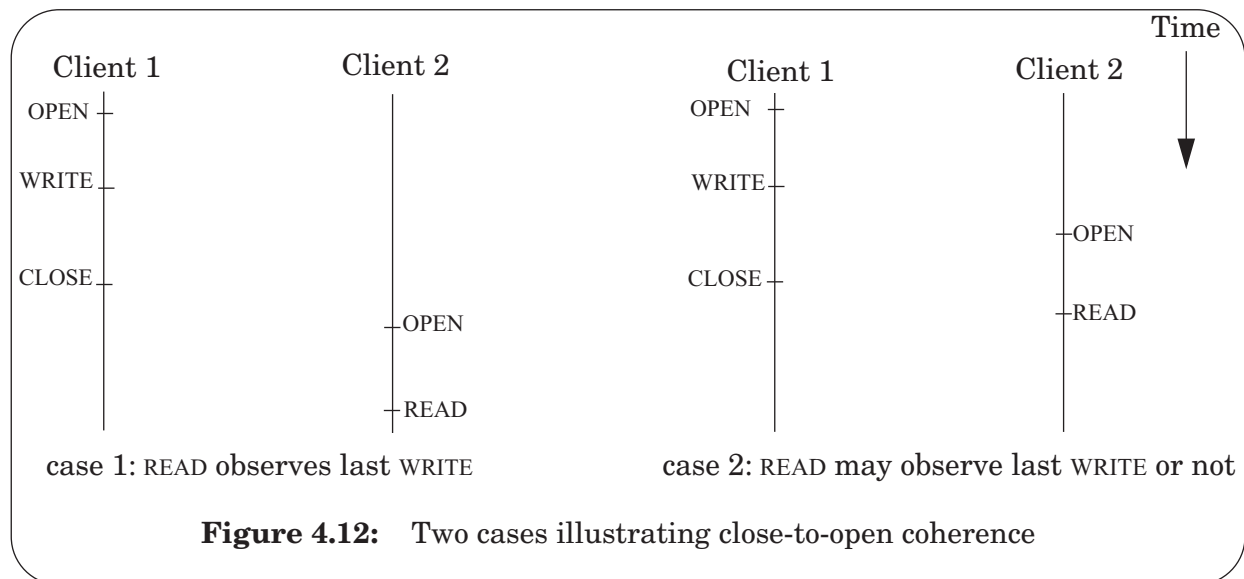 Time
Client 1
Client 2
Client 1
Client 2
OPEN
WRITE
CLOSE
OPEN
READ
OPEN
WRITE
OPEN
CLOSE
READ
case 1: READ observes last WRITE
case 2: READ may observe last WRITE or not
Figure 4.12: Two cases illustrating close-to-open coherence